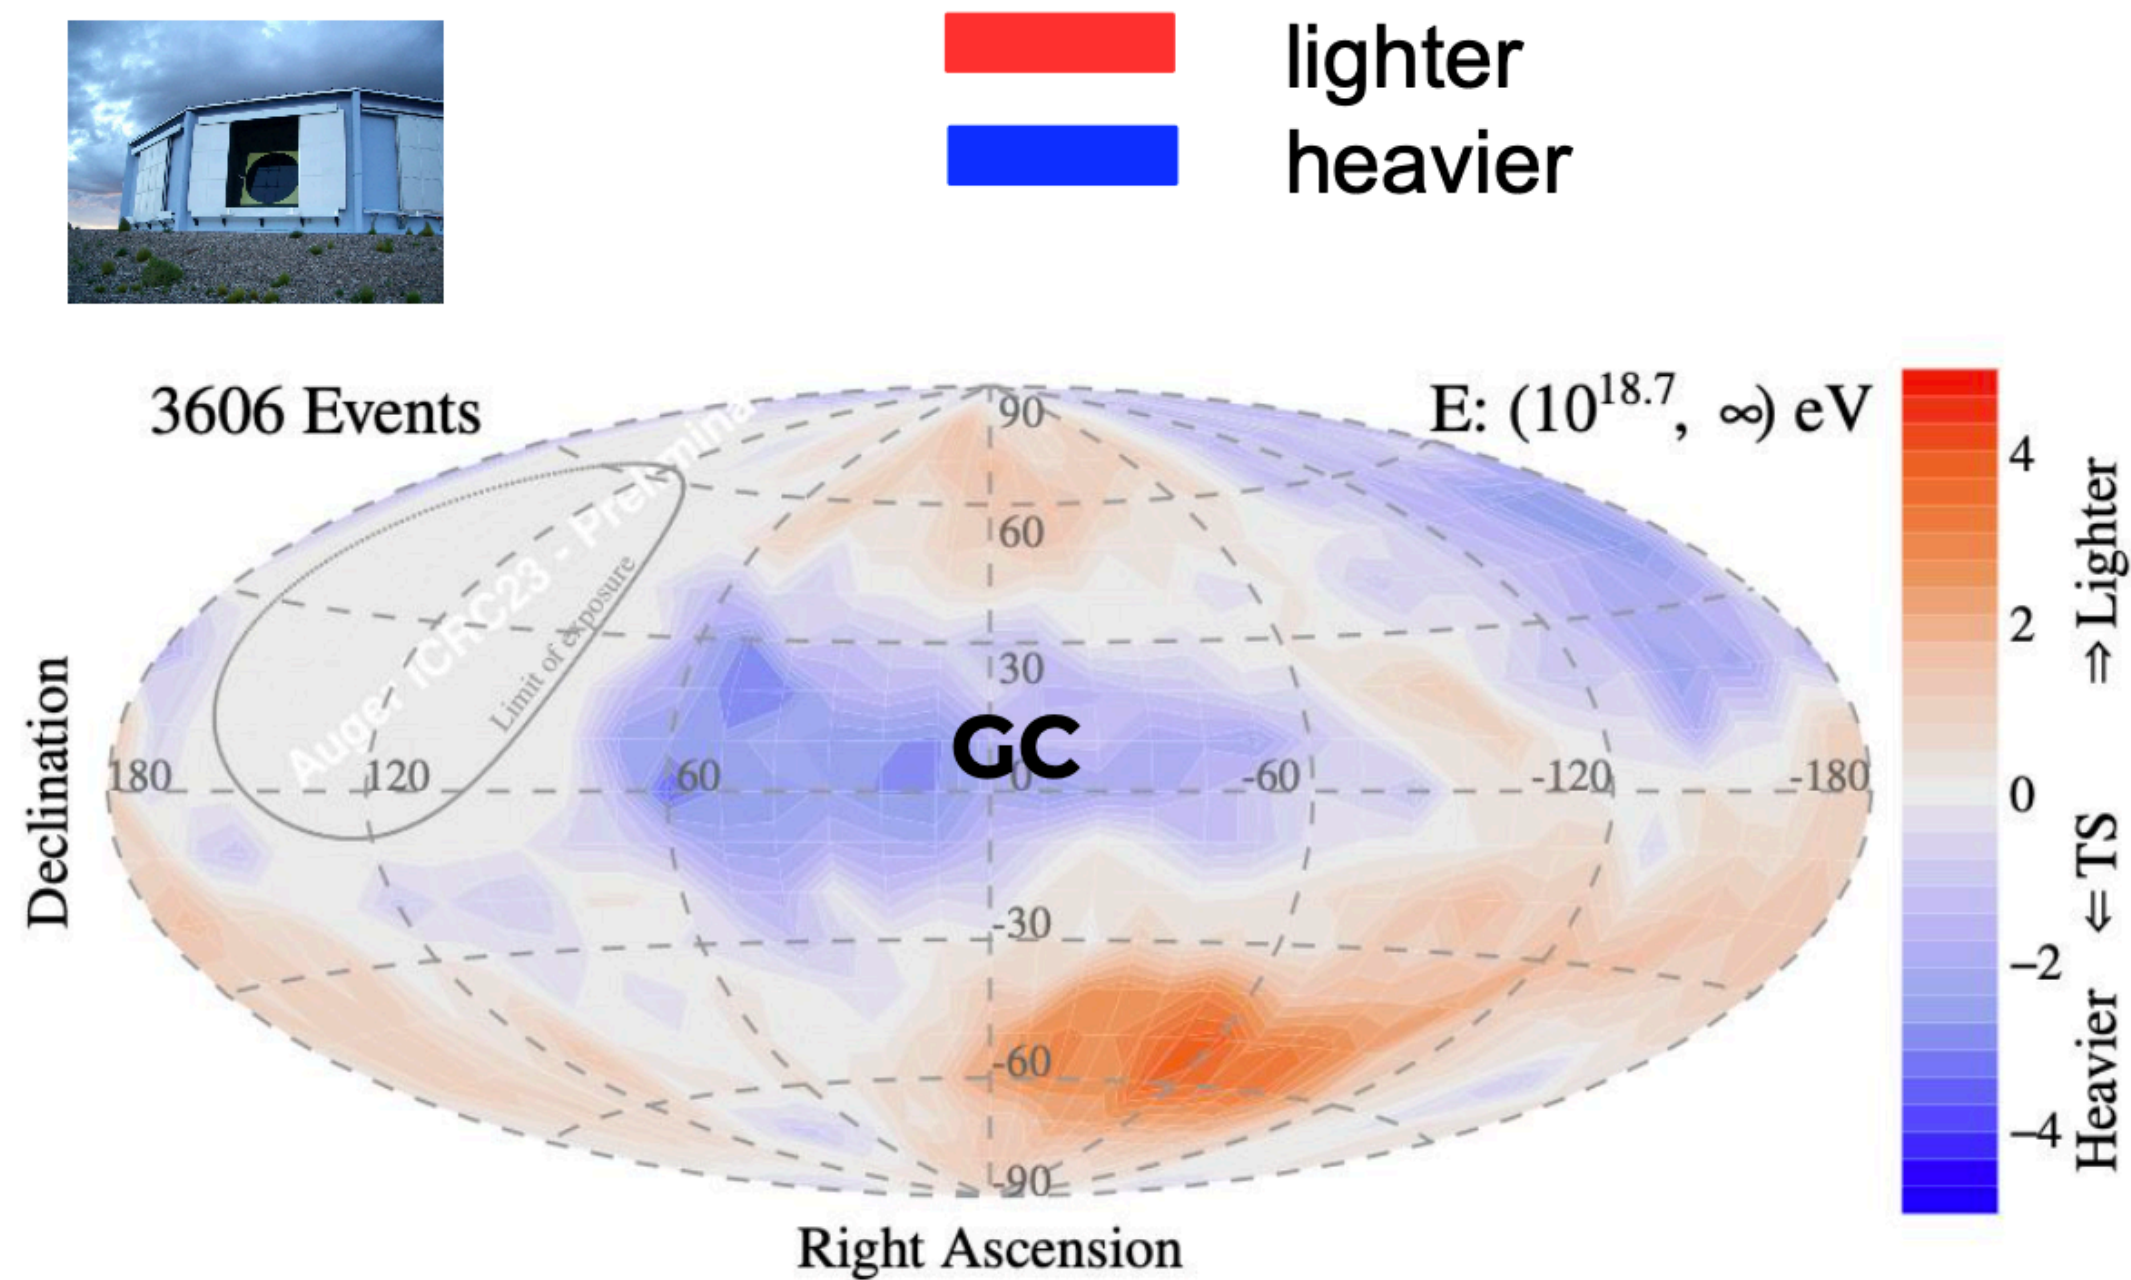 lighter
heavier
3606 Events
E: (10^18.7, ∞) eV
Auger ICRC23 - Prelimina
Limit of exposure
90
60
30
GC
180
120
60
0
-60
-120
-180
-30
-60
-90
Declination
Right Ascension
4
2
0
−2
−4
Heavier ⇐ TS ⇒ Lighter